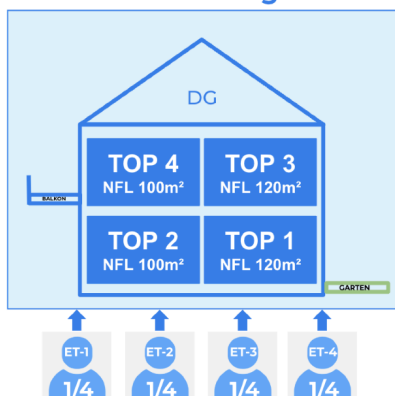 DG
TOP 4
NFL 100m²
TOP 3
NFL 120m²
BALKON
TOP 2
NFL 100m²
TOP 1
NFL 120m²
GARTEN
ET-1
ET-2
ET-3
ET-4
1/4
1/4
1/4
1/4